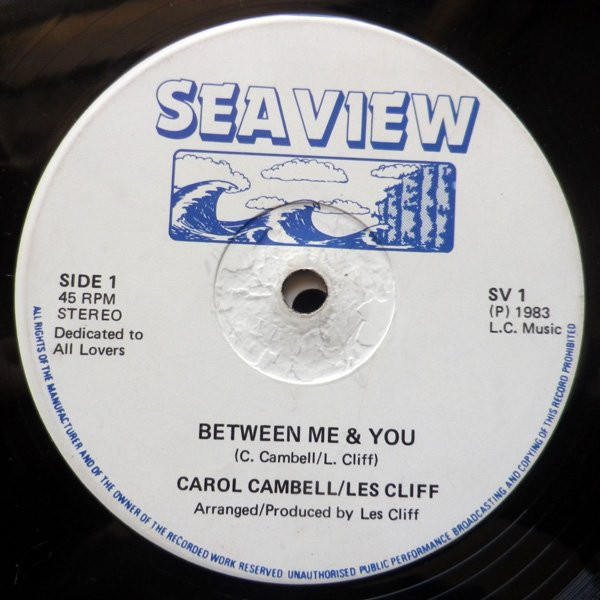 SEAVIEW
SIDE 1
45 RPM
STEREO
Dedicated to
All Lovers
SV 1
(P) 1983
L.C. Music
BETWEEN ME & YOU
(C. Cambell/L. Cliff)
CAROL CAMBELL/LES CLIFF
Arranged/Produced by Les Cliff
ALL RIGHTS OF THE MANUFACTURER AND OF THE OWNER OF THE RECORDED WORK RESERVED UNAUTHORISED PUBLIC PERFORMANCE BROADCASTING AND COPYING OF THIS RECORD PROHIBITED